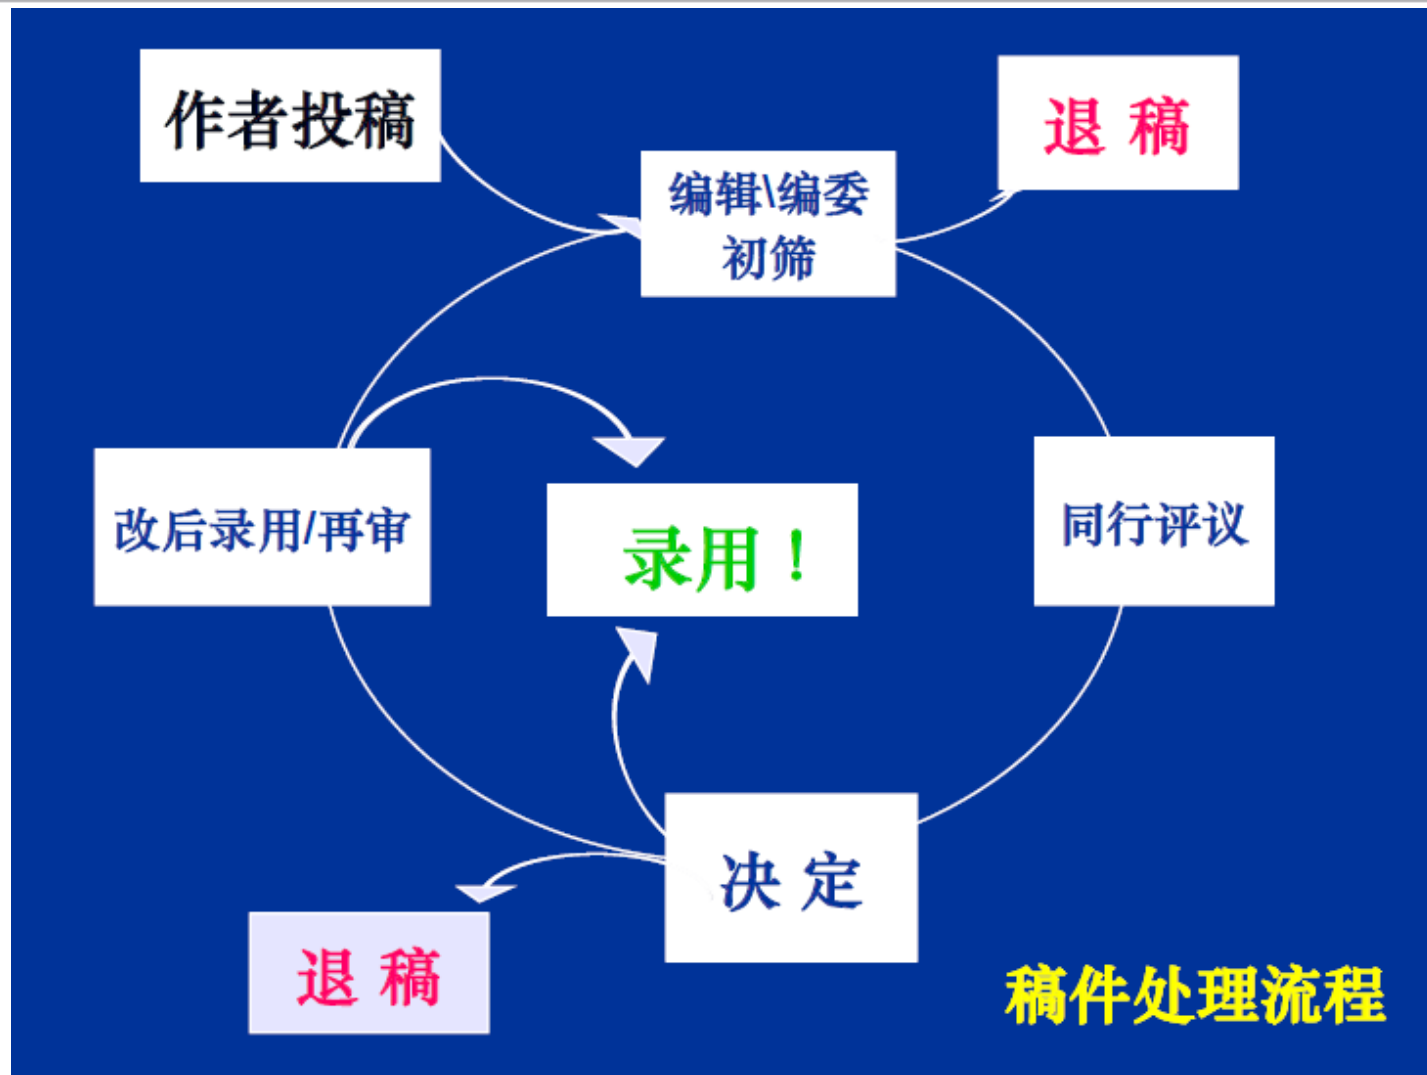 作者投稿
退 稿
编辑\编委
初筛
改后录用/再审
录用！
同行评议
决 定
退 稿
稿件处理流程